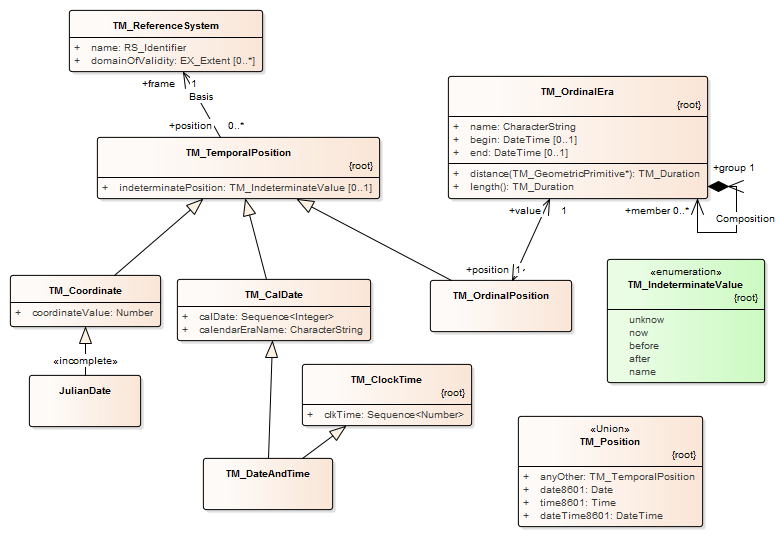 TM_ReferenceSystem
+ name: RS_Identifier
+ domainOfValidity: EX_Extent [0..*]
+frame 1
Basis
+position 0..*
TM_TemporalPosition
{root}
+ indeterminatePosition: TM_IndeterminateValue [0..1]
TM_OrdinalEra
{root}
+ name: CharacterString
+ begin: DateTime [0..1]
+ end: DateTime [0..1]
+ distance(TM_GeometricPrimitive*): TM_Duration
+ length(): TM_Duration
+group 1
+member 0..*
Composition
+value 1
+position 1
TM_OrdinalPosition
TM_Coordinate
+ coordinateValue: Number
TM_CalDate
+ calDate: Sequence<Integer>
+ calendarEraName: CharacterString
«enumeration»
TM_IndeterminateValue
{root}
unknow
now
before
after
name
«incomplete»
JulianDate
TM_ClockTime
{root}
+ clkTime: Sequence<Number>
TM_DateAndTime
«Union»
TM_Position
{root}
+ anyOther: TM_TemporalPosition
+ date8601: Date
+ time8601: Time
+ dateTime8601: DateTime